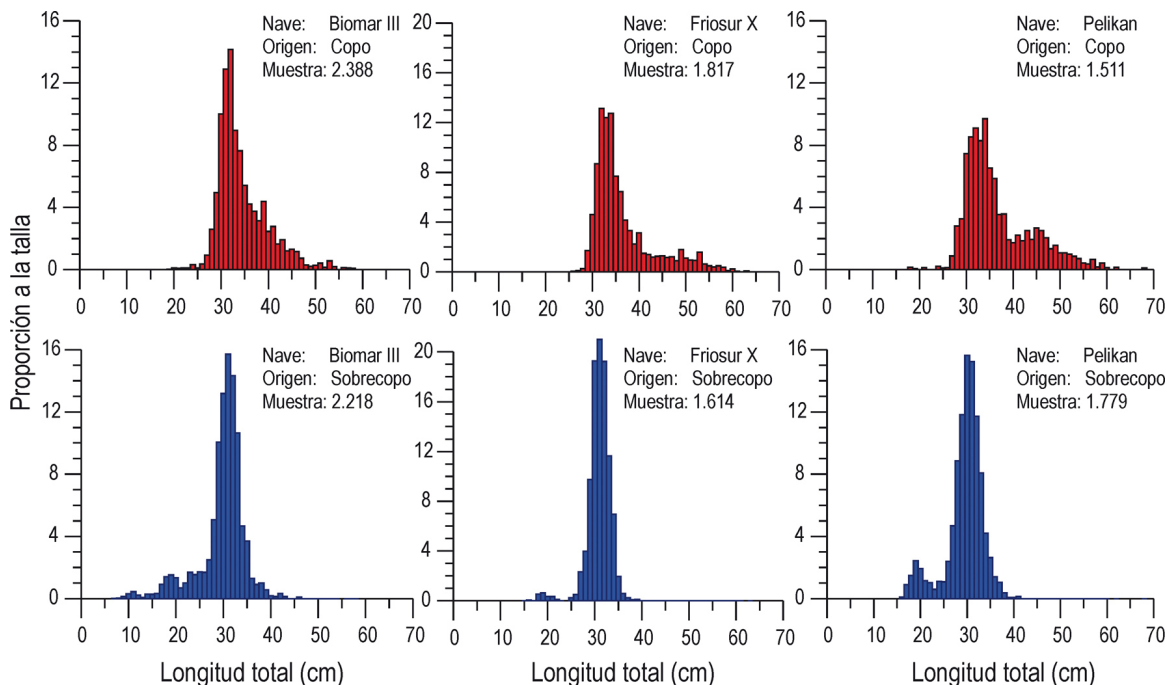 Proporción a la talla
16
12
8
4
0
Nave: Biomar III
Origen: Copo
Muestra: 2.388
0 10 20 30 40 50 60 70
20
16
12
8
4
0
Nave: Friosur X
Origen: Copo
Muestra: 1.817
0 10 20 30 40 50 60 70
16
12
8
4
0
Nave: Pelikan
Origen: Copo
Muestra: 1.511
0 10 20 30 40 50 60 70
16
12
8
4
0
Nave: Biomar III
Origen: Sobrecopo
Muestra: 2.218
0 10 20 30 40 50 60 70
Longitud total (cm)
20
16
12
8
4
0
Nave: Friosur X
Origen: Sobrecopo
Muestra: 1.614
0 10 20 30 40 50 60 70
Longitud total (cm)
16
12
8
4
0
Nave: Pelikan
Origen: Sobrecopo
Muestra: 1.779
0 10 20 30 40 50 60 70
Longitud total (cm)